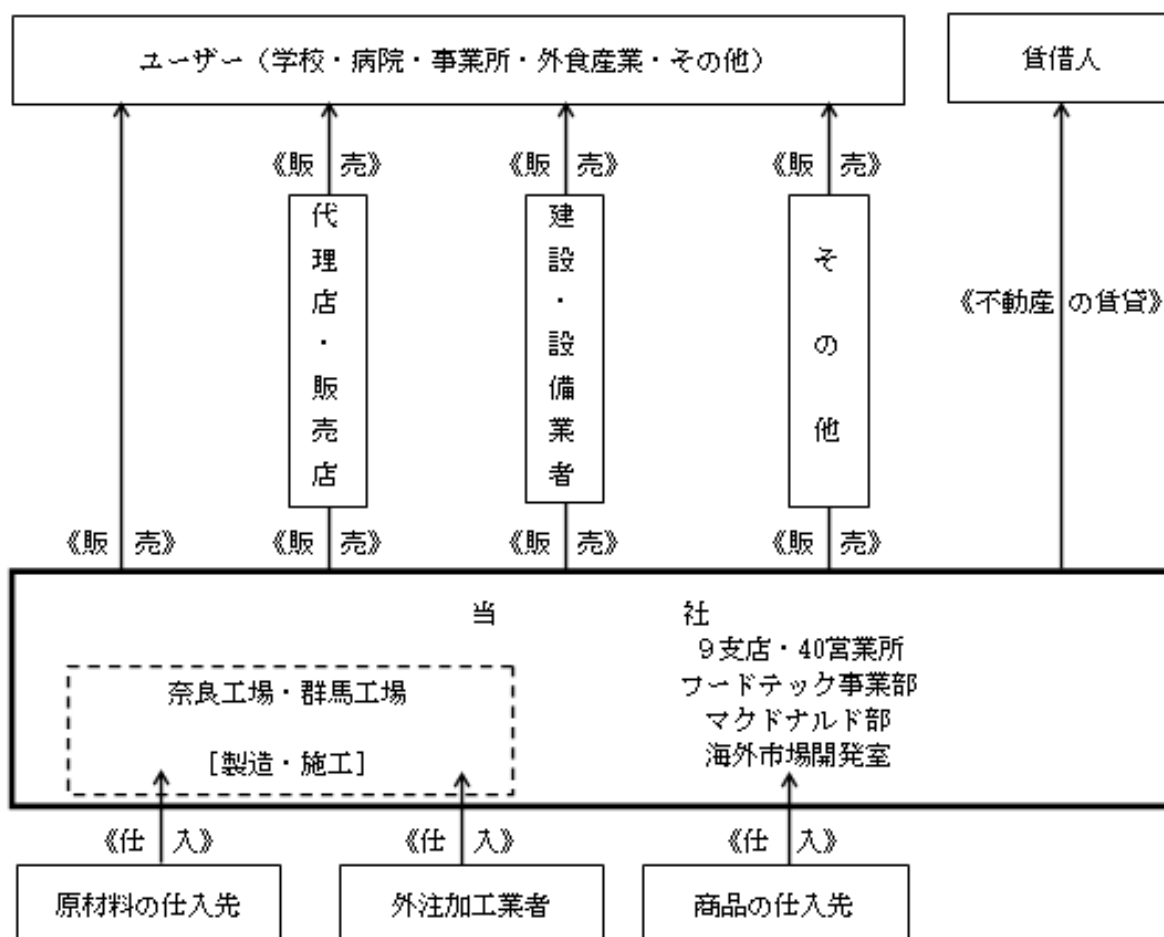 ユーザー（学校・病院・事業所・外食産業・その他）
賃借人
《販 売》
《販 売》
《販 売》
代理店・販売店
建設・設備業者
その他
《不動産の賃貸》
《販 売》
《販 売》
《販 売》
《販 売》
当 社
9支店・40営業所
フードテック事業部
マクドナルド部
海外市場開発室
奈良工場・群馬工場
[製造・施工]
《仕 入》
《仕 入》
《仕 入》
原材料の仕入先
外注加工業者
商品の仕入先